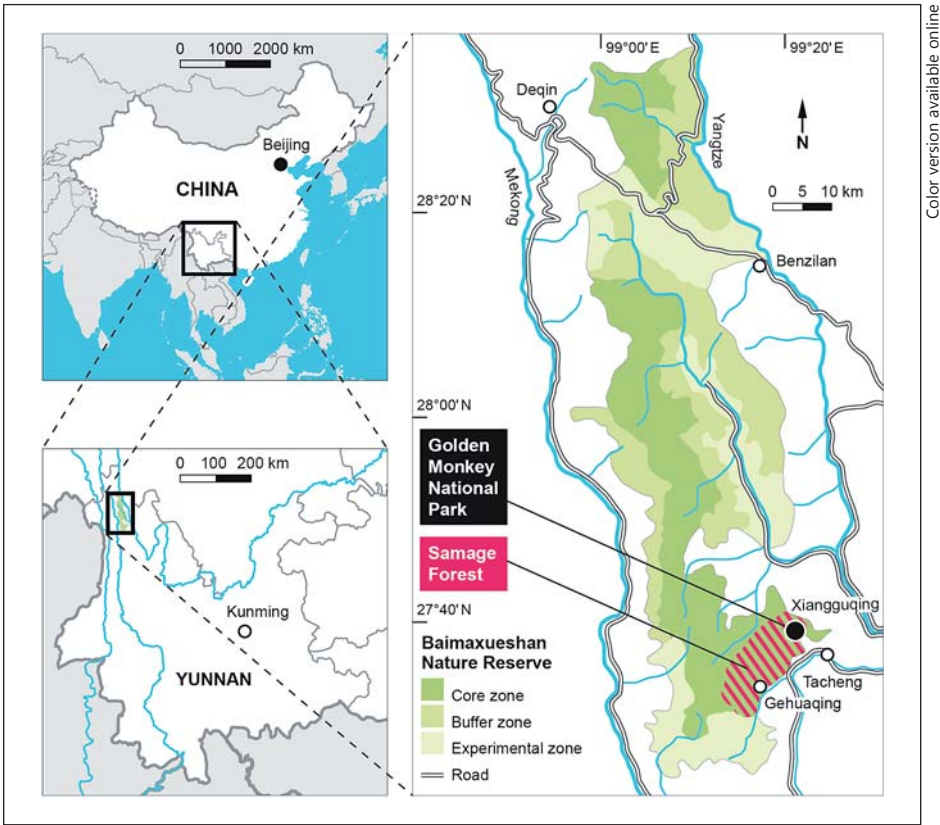 Color version available online
0 1000 2000 km
Beijing
CHINA
0 100 200 km
Kunming
YUNNAN
99°00′E
99°20′E
Deqin
Yangtze
N
Mekong
0 5 10 km
28°20′N
Benzilan
28°00′N
Golden
Monkey
National
Park
Samage
Forest
27°40′N
Xiangguqing
Tacheng
Gehuaqing
Baimaxueshan
Nature Reserve
Core zone
Buffer zone
Experimental zone
Road